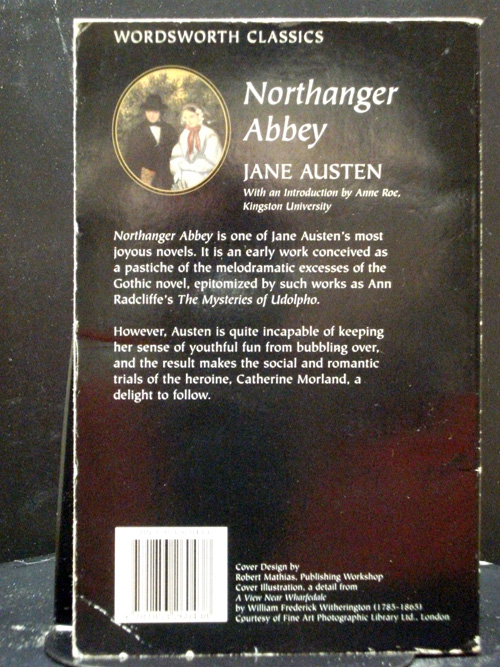 WORDSWORTH CLASSICS
Northanger
Abbey
JANE AUSTEN
With an Introduction by Anne Roe,
Kingston University
Northanger Abbey is one of Jane Austen's most
joyous novels. It is an early work conceived as
a pastiche of the melodramatic excesses of the
Gothic novel, epitomized by such works as Ann
Radcliffe's The Mysteries of Udolpho.
However, Austen is quite incapable of keeping
her sense of youthful fun from bubbling over,
and the result makes the social and romantic
trials of the heroine, Catherine Morland, a
delight to follow.
Cover Design by
Robert Mathias, Publishing Workshop
Cover Illustration, a detail from
A View Near Wharfedale
by William Frederick Witherington (1785-1865)
Courtesy of Fine Art Photographic Library Ltd., London